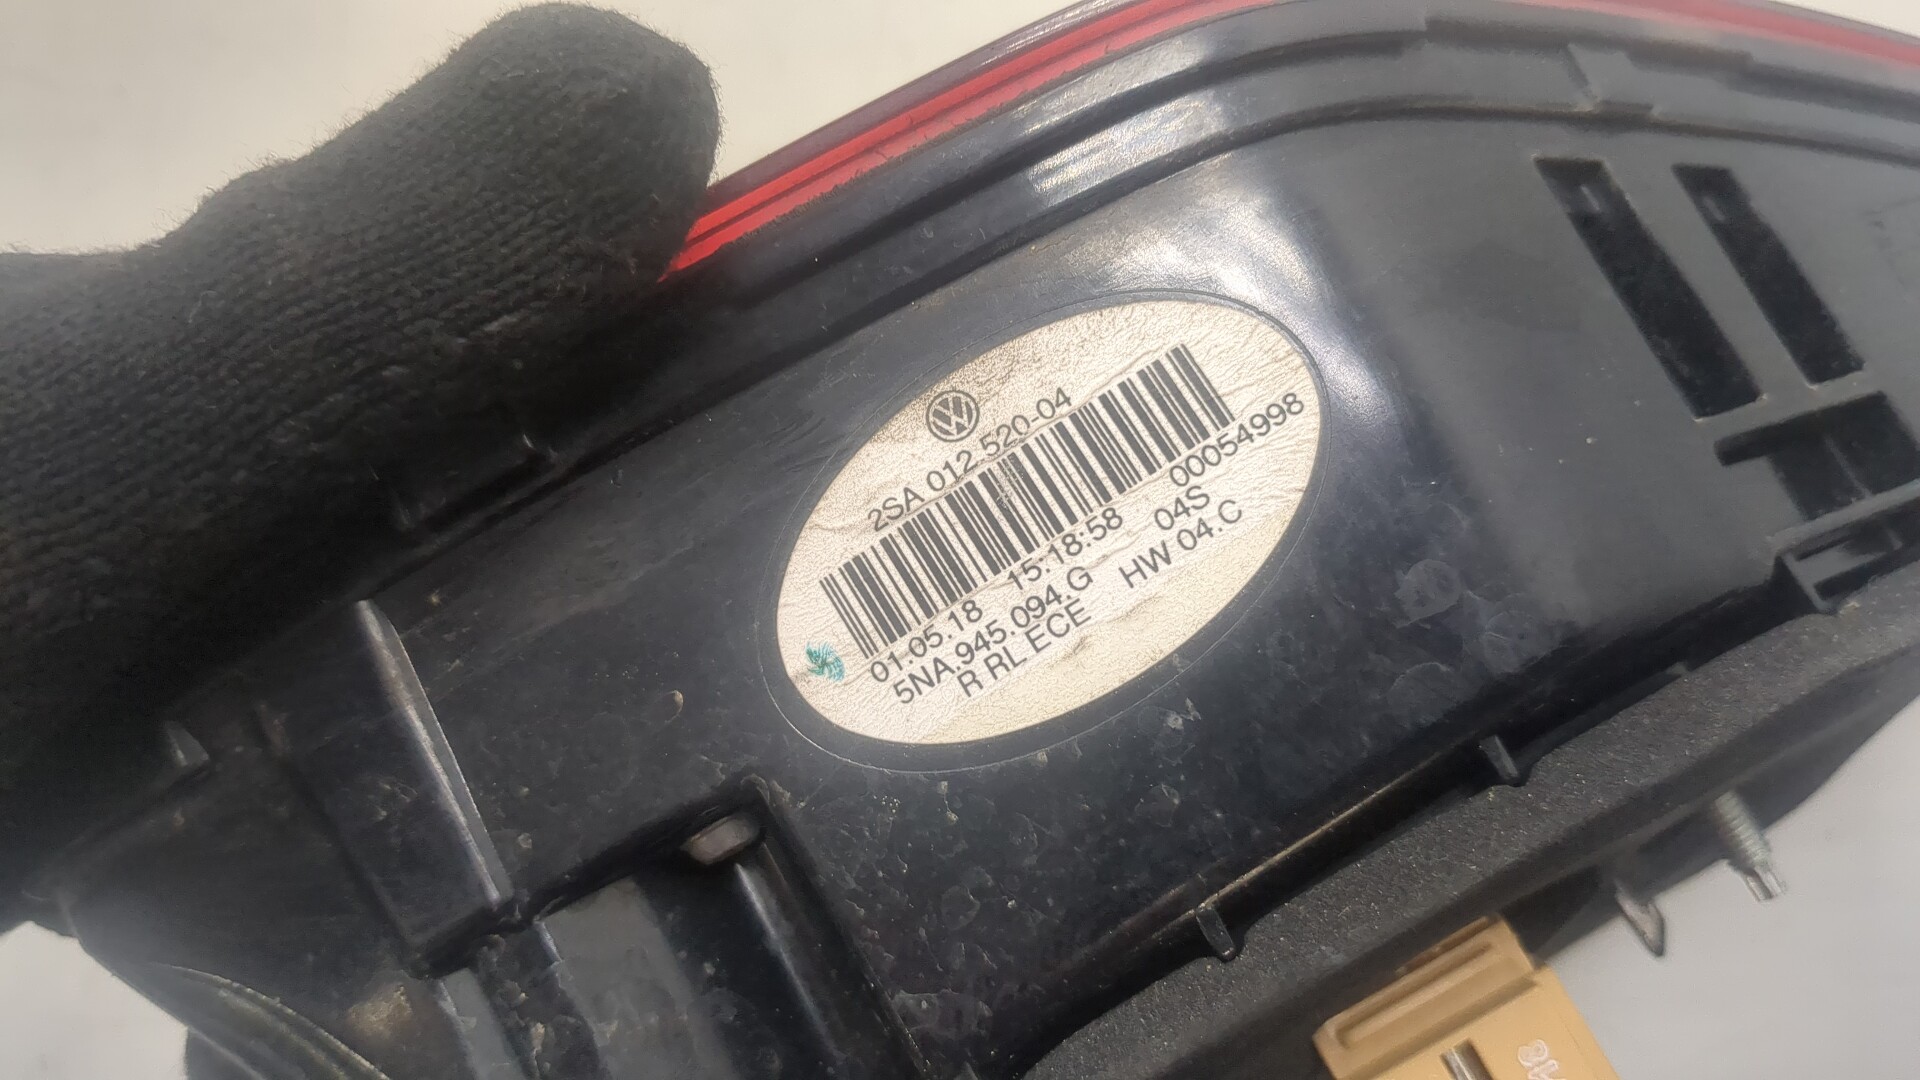 2SA 012 520-04
00054998
01.05.18 15:18:58 04S
5NA.945.094.G HW 04.C
R RL ECE